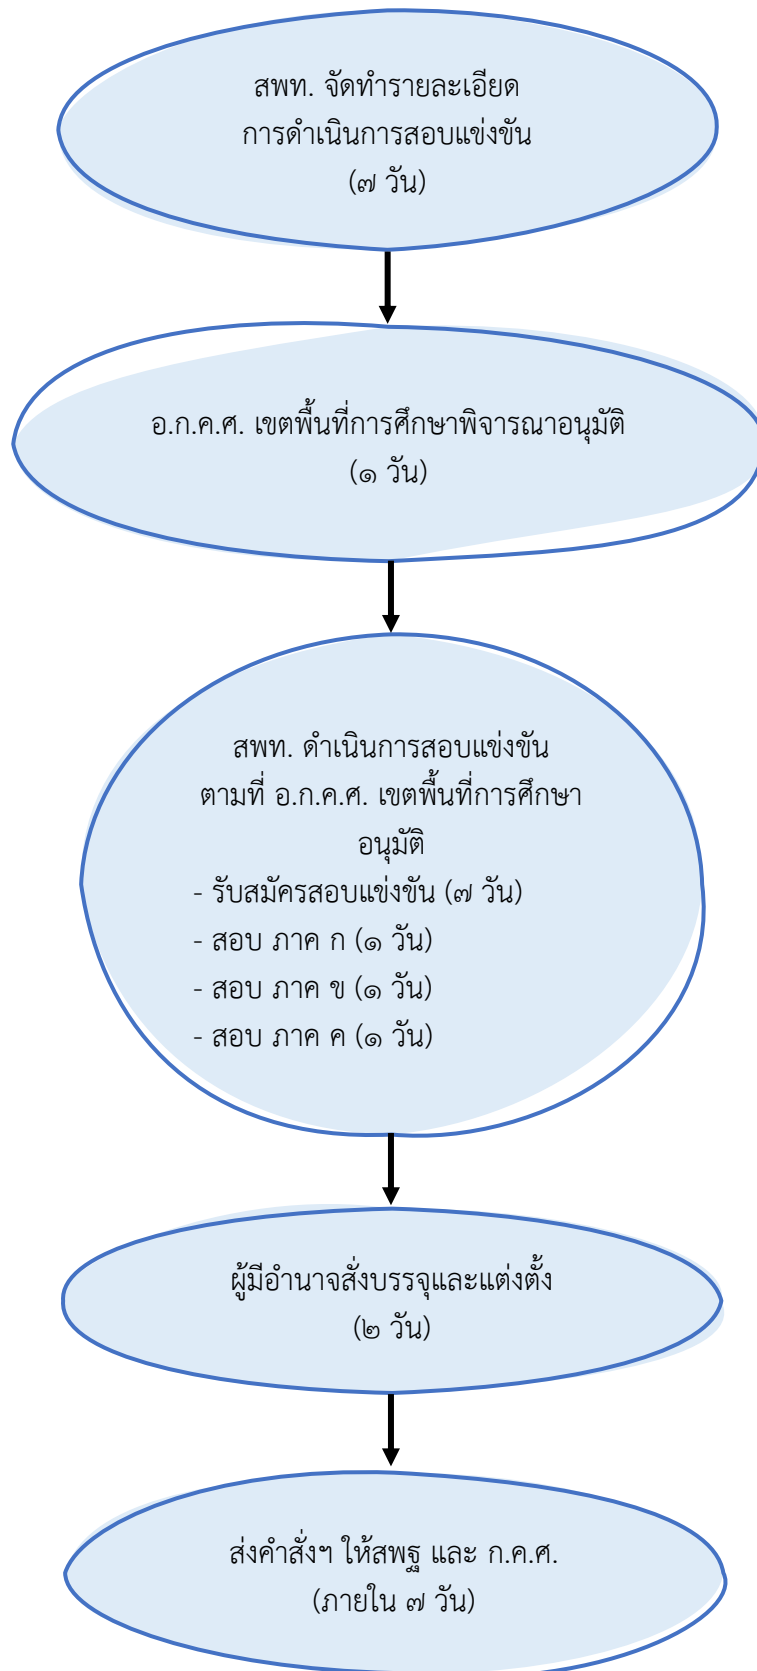 สพท. จัดทำรายละเอียด
การดำเนินการสอบแข่งขัน
(๗ วัน)
อ.ก.ค.ศ. เขตพื้นที่การศึกษาพิจารณาอนุมัติ
(๑ วัน)
สพท. ดำเนินการสอบแข่งขัน
ตามที่ อ.ก.ค.ศ. เขตพื้นที่การศึกษา
อนุมัติ
- รับสมัครสอบแข่งขัน (๗ วัน)
- สอบ ภาค ก (๑ วัน)
- สอบ ภาค ข (๑ วัน)
- สอบ ภาค ค (๑ วัน)
ผู้มีอำนาจสั่งบรรจุและแต่งตั้ง
(๒ วัน)
ส่งคำสั่งฯ ให้สพฐ และ ก.ค.ศ.
(ภายใน ๗ วัน)